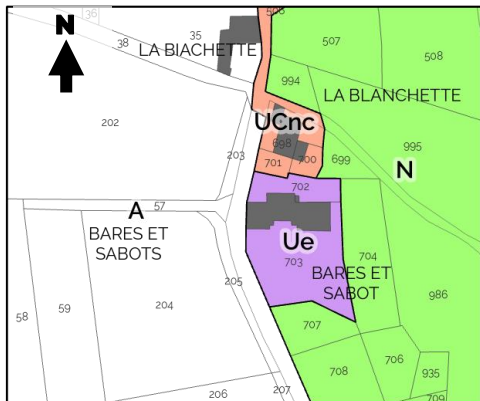 N
36
38
35
LA BIACHETTE
507
508
994
LA BLANCHETTE
202
UCnc
698
995
203
701
700
699
N
702
57
A
BARES ET
SABOTS
Ue
703
704
BARES ET
SABOT
205
986
58
59
204
707
706
935
708
709
206
207